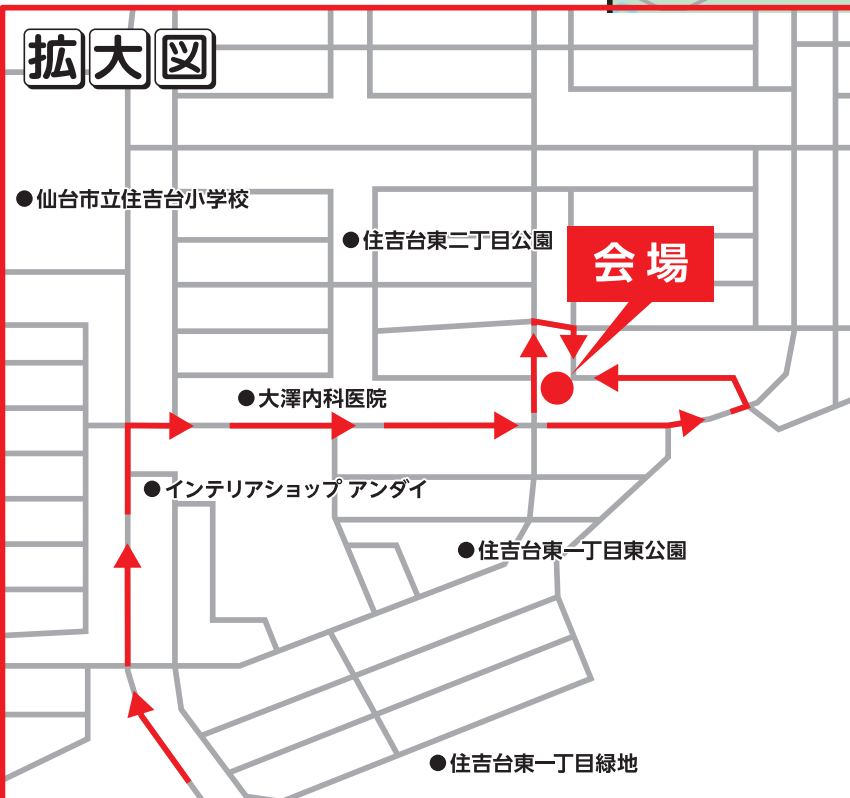 拡大図
仙台市立住吉台小学校
住吉台東二丁目公園
会場
大澤内科医院
インテリアショップ アンダイ
住吉台東一丁目東公園
住吉台東一丁目緑地